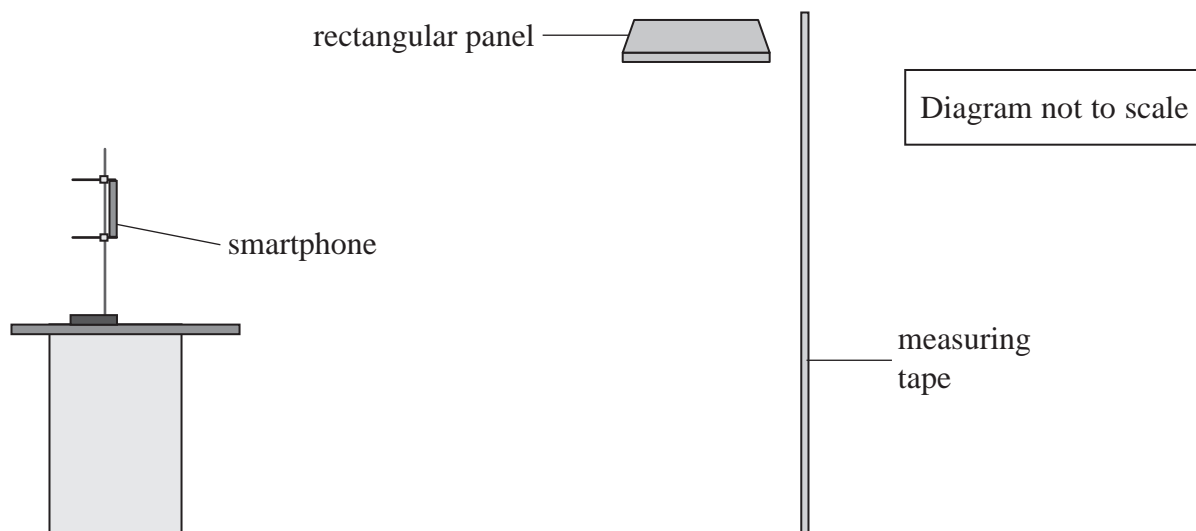 rectangular panel
Diagram not to scale
smartphone
measuring
tape